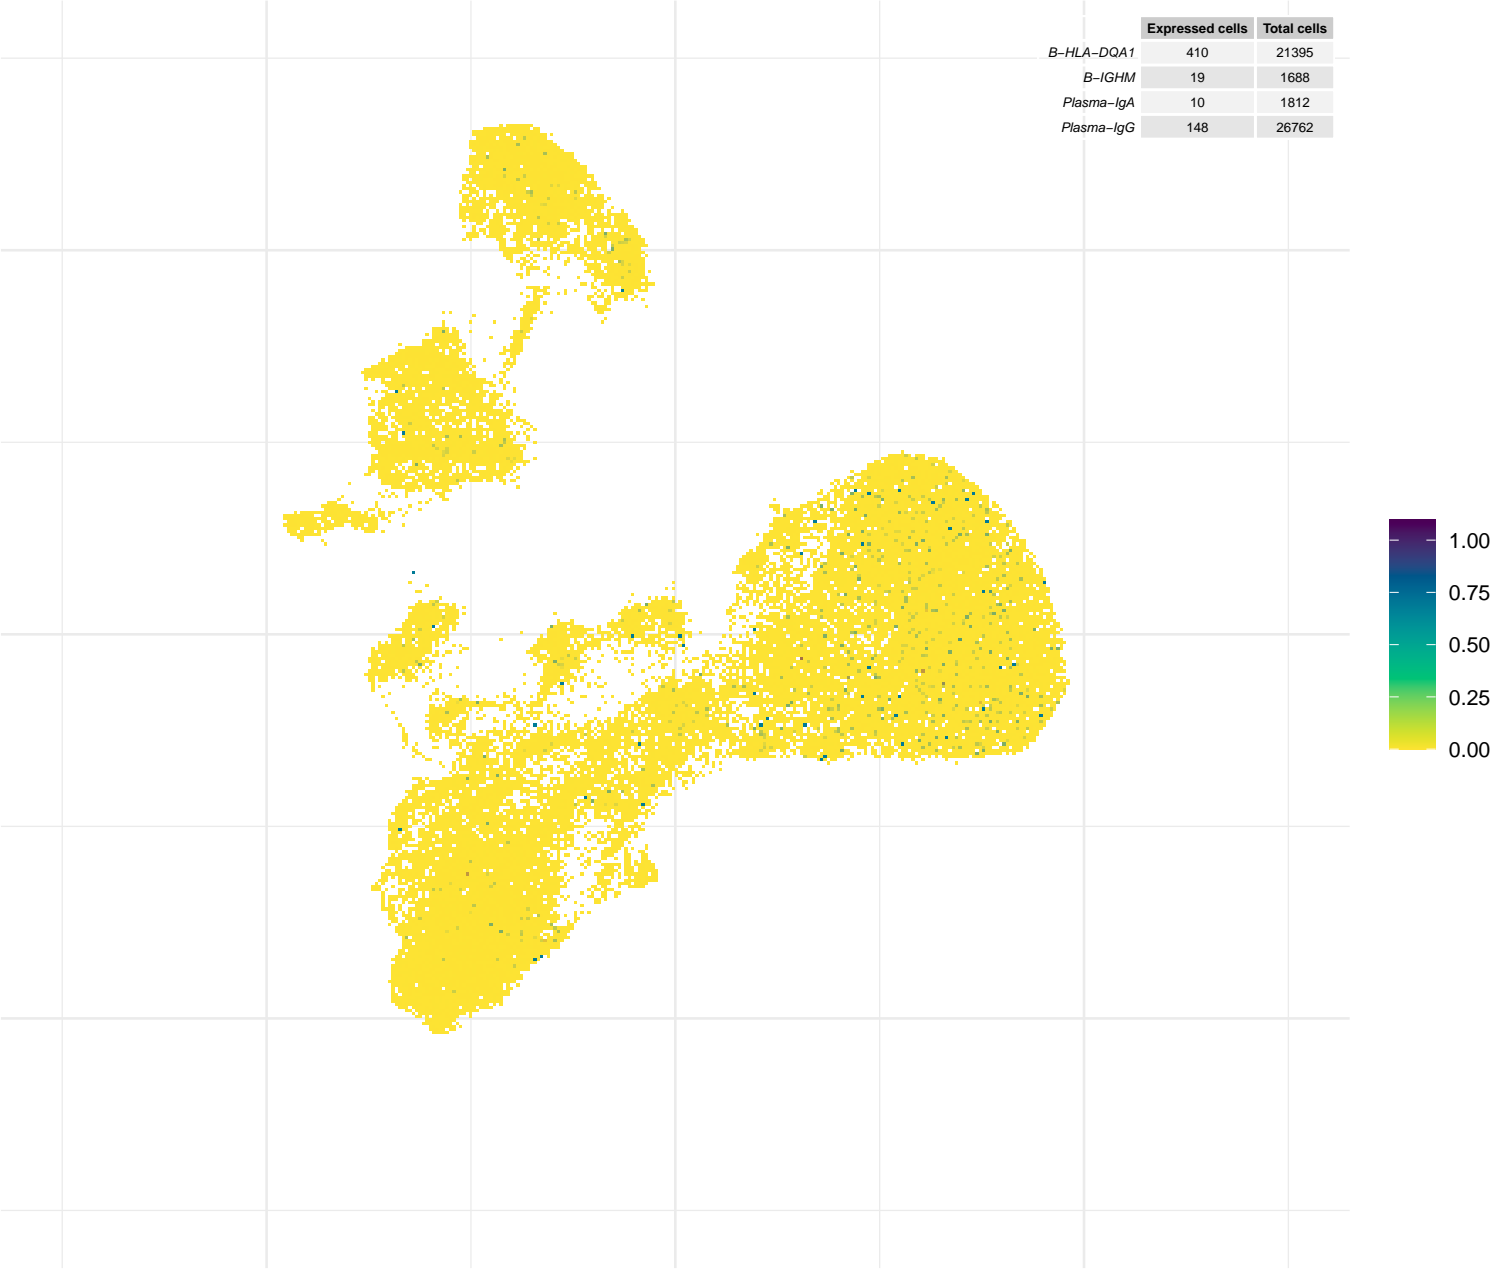 Expressed cells Total cells
B−HLA−DQA1 410 21395
B−IGHM 19 1688
Plasma−IgA 10 1812
Plasma−IgG 148 26762
1.00
0.75
0.50
0.25
0.00